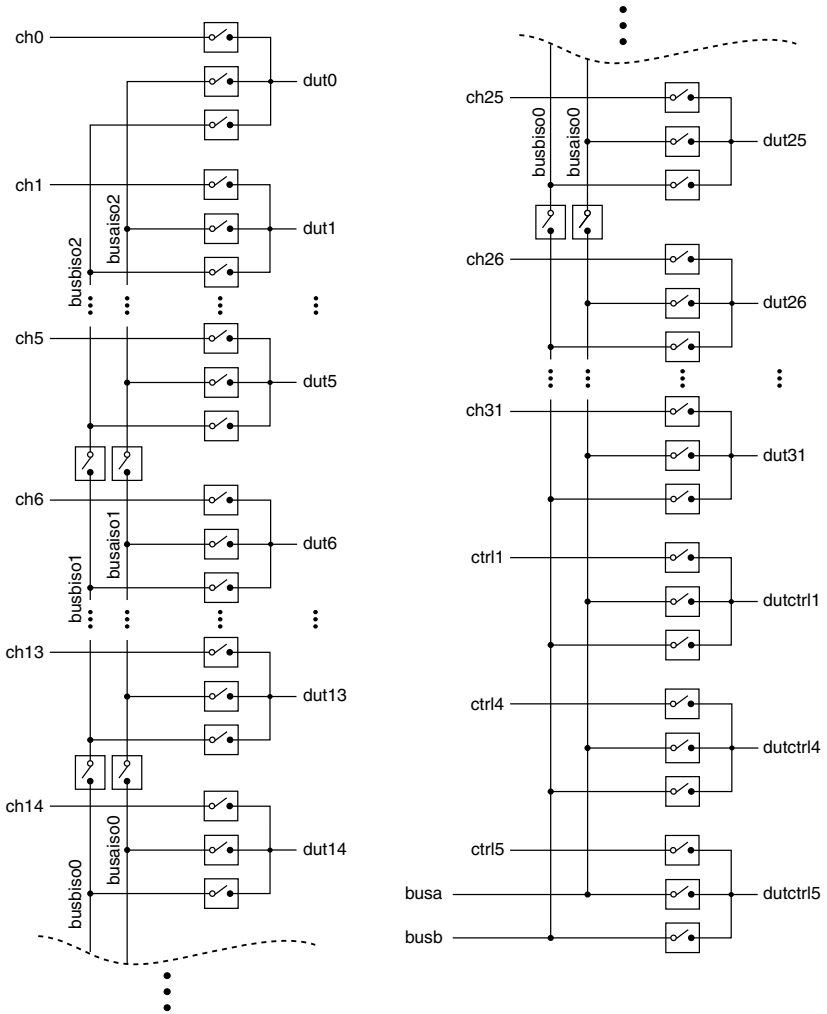 ch0
dut0
ch1
busaiso2
dut1
busbiso2
ch5
dut5
ch6
busaiso1
dut6
busbiso1
ch13
dut13
ch14
busaiso0
dut14
busbiso0
ch25
busbiso0
busaiso0
dut25
ch26
dut26
ch31
dut31
ctrl1
dutctrl1
ctrl4
dutctrl4
ctrl5
busa
dutctrl5
busb